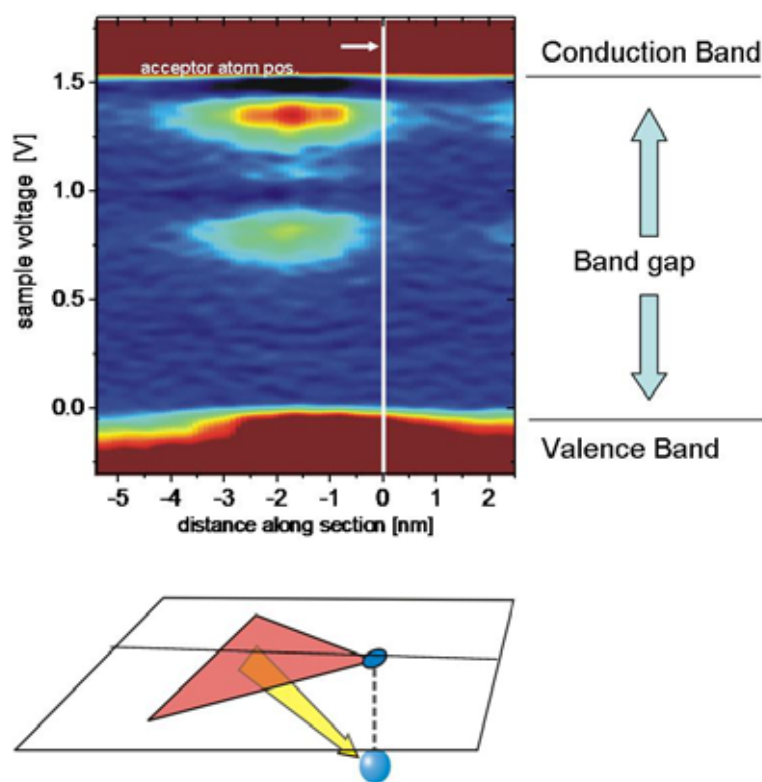 acceptor atom pos.
Conduction Band
1.5
1.0
0.5
0.0
sample voltage [V]
Band gap
Valence Band
-5 -4 -3 -2 -1 0 1 2
distance along section [nm]